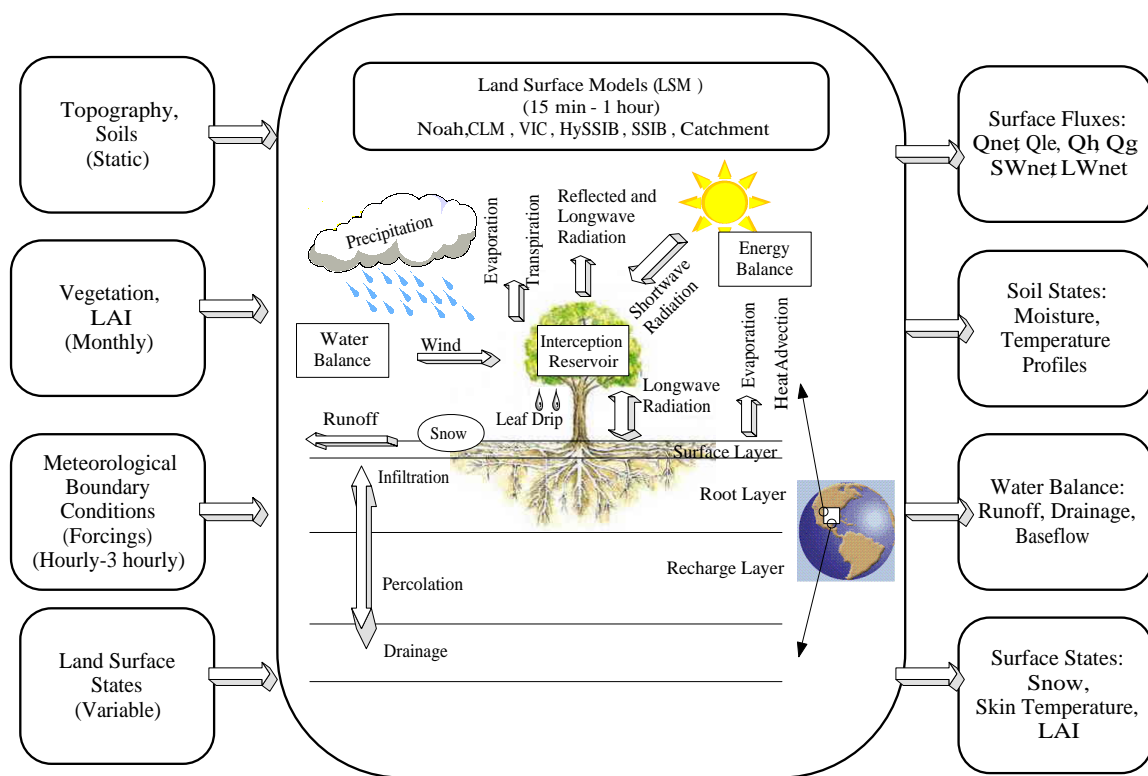 Topography,
Soils
(Static)
Vegetation,
LAI
(Monthly)
Meteorological
Boundary
Conditions
(Forcings)
(Hourly-3 hourly)
Land Surface
States
(Variable)
Land Surface Models (LSM )
(15 min - 1 hour)
Noah,CLM , VIC , HySSIB , SSIB , Catchment
Precipitation
Evaporation
Transpiration
Reflected and
Longwave
Radiation
Shortwave
Radiation
Energy
Balance
Water
Balance
Wind
Interception
Reservoir
Evaporation
Heat Advection
Longwave
Radiation
Leaf Drip
Runoff
Snow
Surface Layer
Infiltration
Root Layer
Recharge Layer
Percolation
Drainage
Surface Fluxes:
Qnet, Qle, Qh, Qg
SWnet, LWnet
Soil States:
Moisture,
Temperature
Profiles
Water Balance:
Runoff, Drainage,
Baseflow
Surface States:
Snow,
Skin Temperature,
LAI